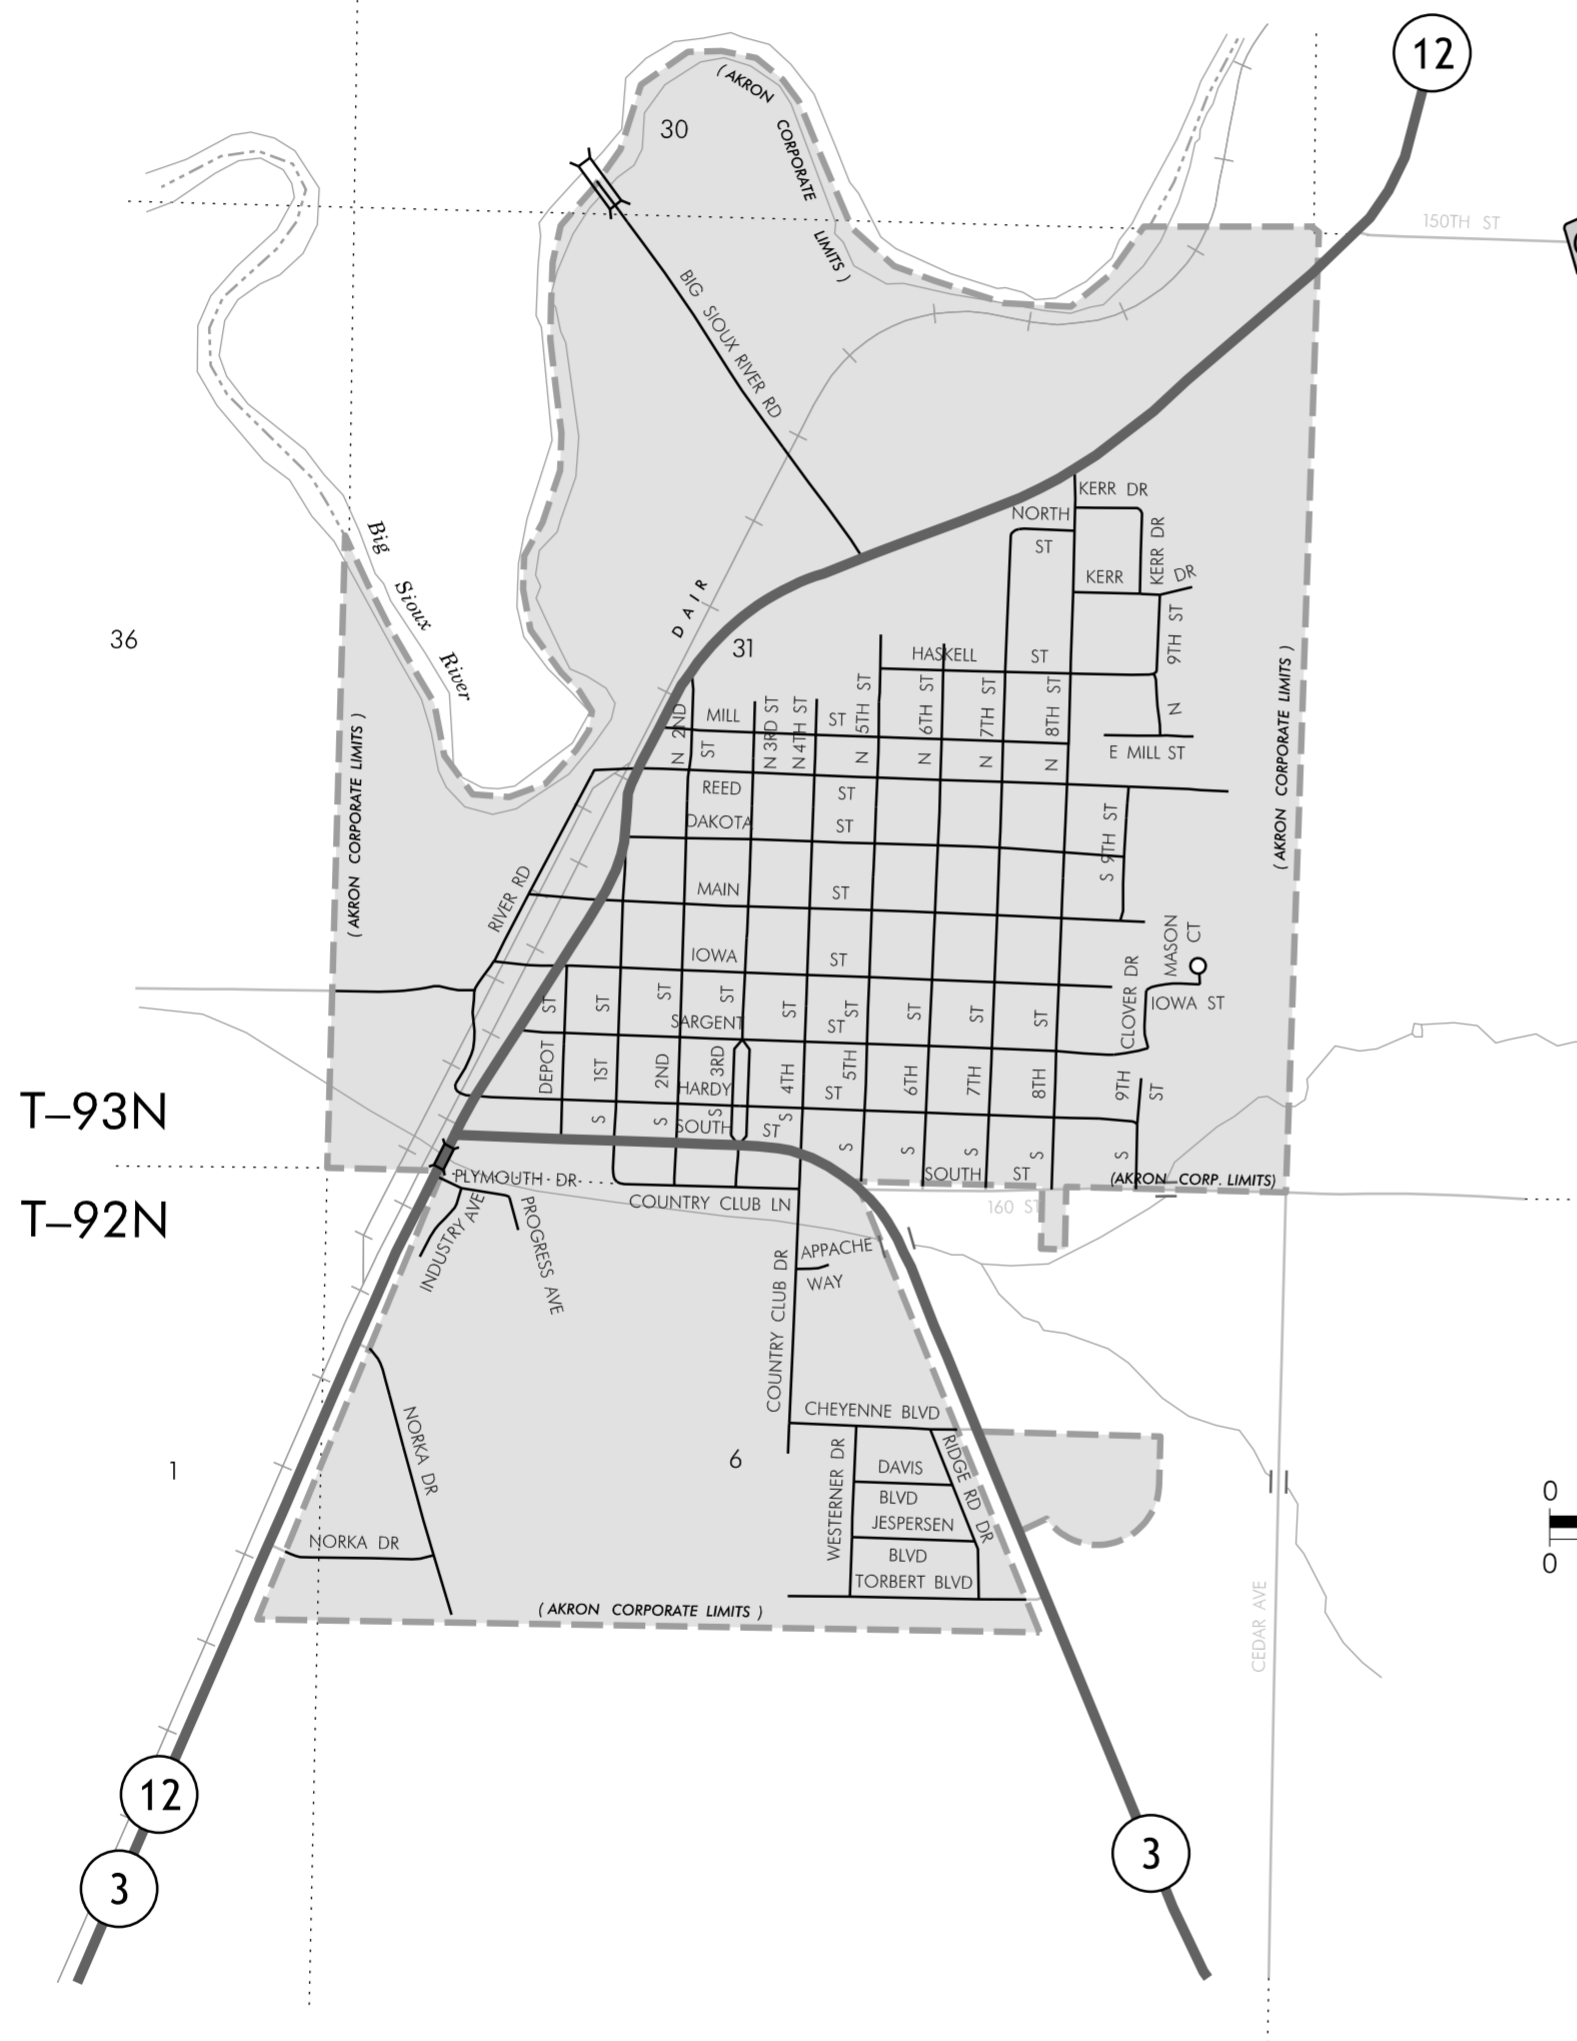 12
( AKRON CORPORATE LIMITS )
30
150TH ST
BIG SIOUX RIVER RD
KERR DR
NORTH ST
KERR DR
KERR DR
Big Sioux River
DAIR
9TH ST N
36
31
HASKELL ST
( AKRON CORPORATE LIMITS )
( AKRON CORPORATE LIMITS )
N 2ND ST
MILL ST
N 3RD ST
N 4TH ST
N 5TH ST
N 6TH ST
N 7TH ST
N 8TH ST
E MILL ST
REED ST
DAKOTA ST
S 9TH ST
RIVER RD
MAIN ST
MASON CT
IOWA ST
CLOVER DR
IOWA ST
DEPOT ST
S 1ST ST
S 2ND ST
S 3RD ST
S 4TH ST
S 5TH ST
S 6TH ST
S 7TH ST
S 8TH ST
S 9TH ST
SARGENT ST
HARDY ST
T–93N
SOUTH ST
SOUTH ST
(AKRON CORP. LIMITS)
PLYMOUTH DR
COUNTRY CLUB LN
160 ST
T–92N
INDUSTRY AVE
PROGRESS AVE
APPACHE WAY
COUNTRY CLUB DR
NORKA DR
CHEYENNE BLVD
1
6
WESTERNER DR
DAVIS BLVD
RIDGE RD DR
JESPERSEN BLVD
0
0
NORKA DR
TORBERT BLVD
( AKRON CORPORATE LIMITS )
CEDAR AVE
12
3
3